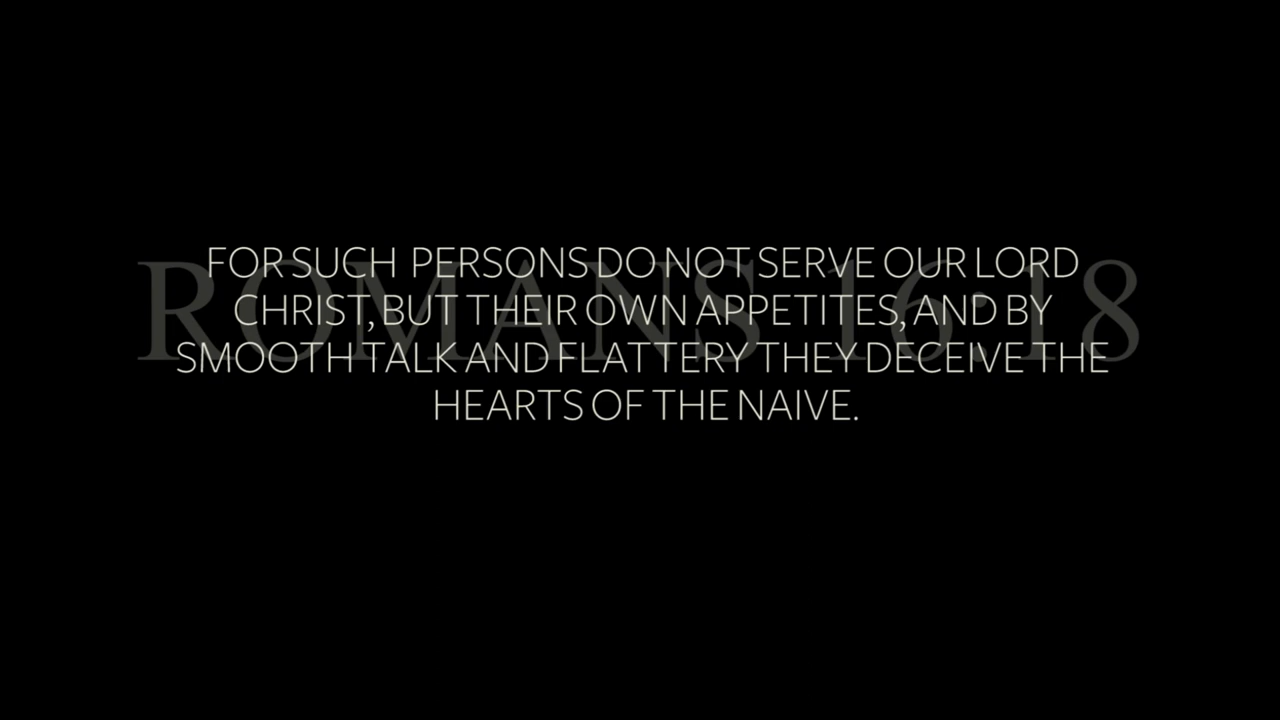 ROMANS 16:18
FOR SUCH PERSONS DO NOT SERVE OUR LORD
CHRIST, BUT THEIR OWN APPETITES, AND BY
SMOOTH TALK AND FLATTERY THEY DECEIVE THE
HEARTS OF THE NAIVE.